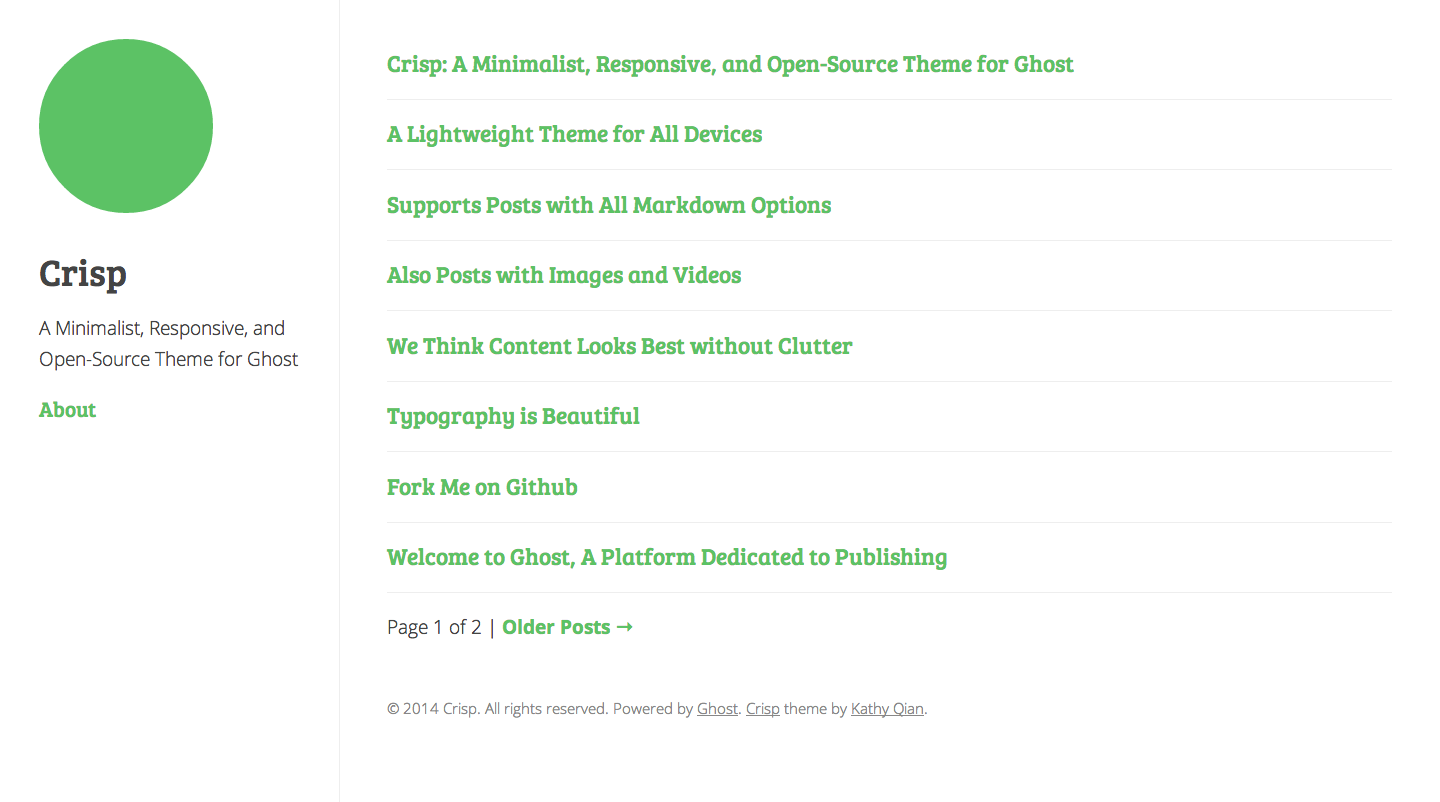 Crisp
A Minimalist, Responsive, and
Open-Source Theme for Ghost
About
Crisp: A Minimalist, Responsive, and Open-Source Theme for Ghost
A Lightweight Theme for All Devices
Supports Posts with All Markdown Options
Also Posts with Images and Videos
We Think Content Looks Best without Clutter
Typography is Beautiful
Fork Me on Github
Welcome to Ghost, A Platform Dedicated to Publishing
Page 1 of 2 | Older Posts →
© 2014 Crisp. All rights reserved. Powered by Ghost. Crisp theme by Kathy Qian.